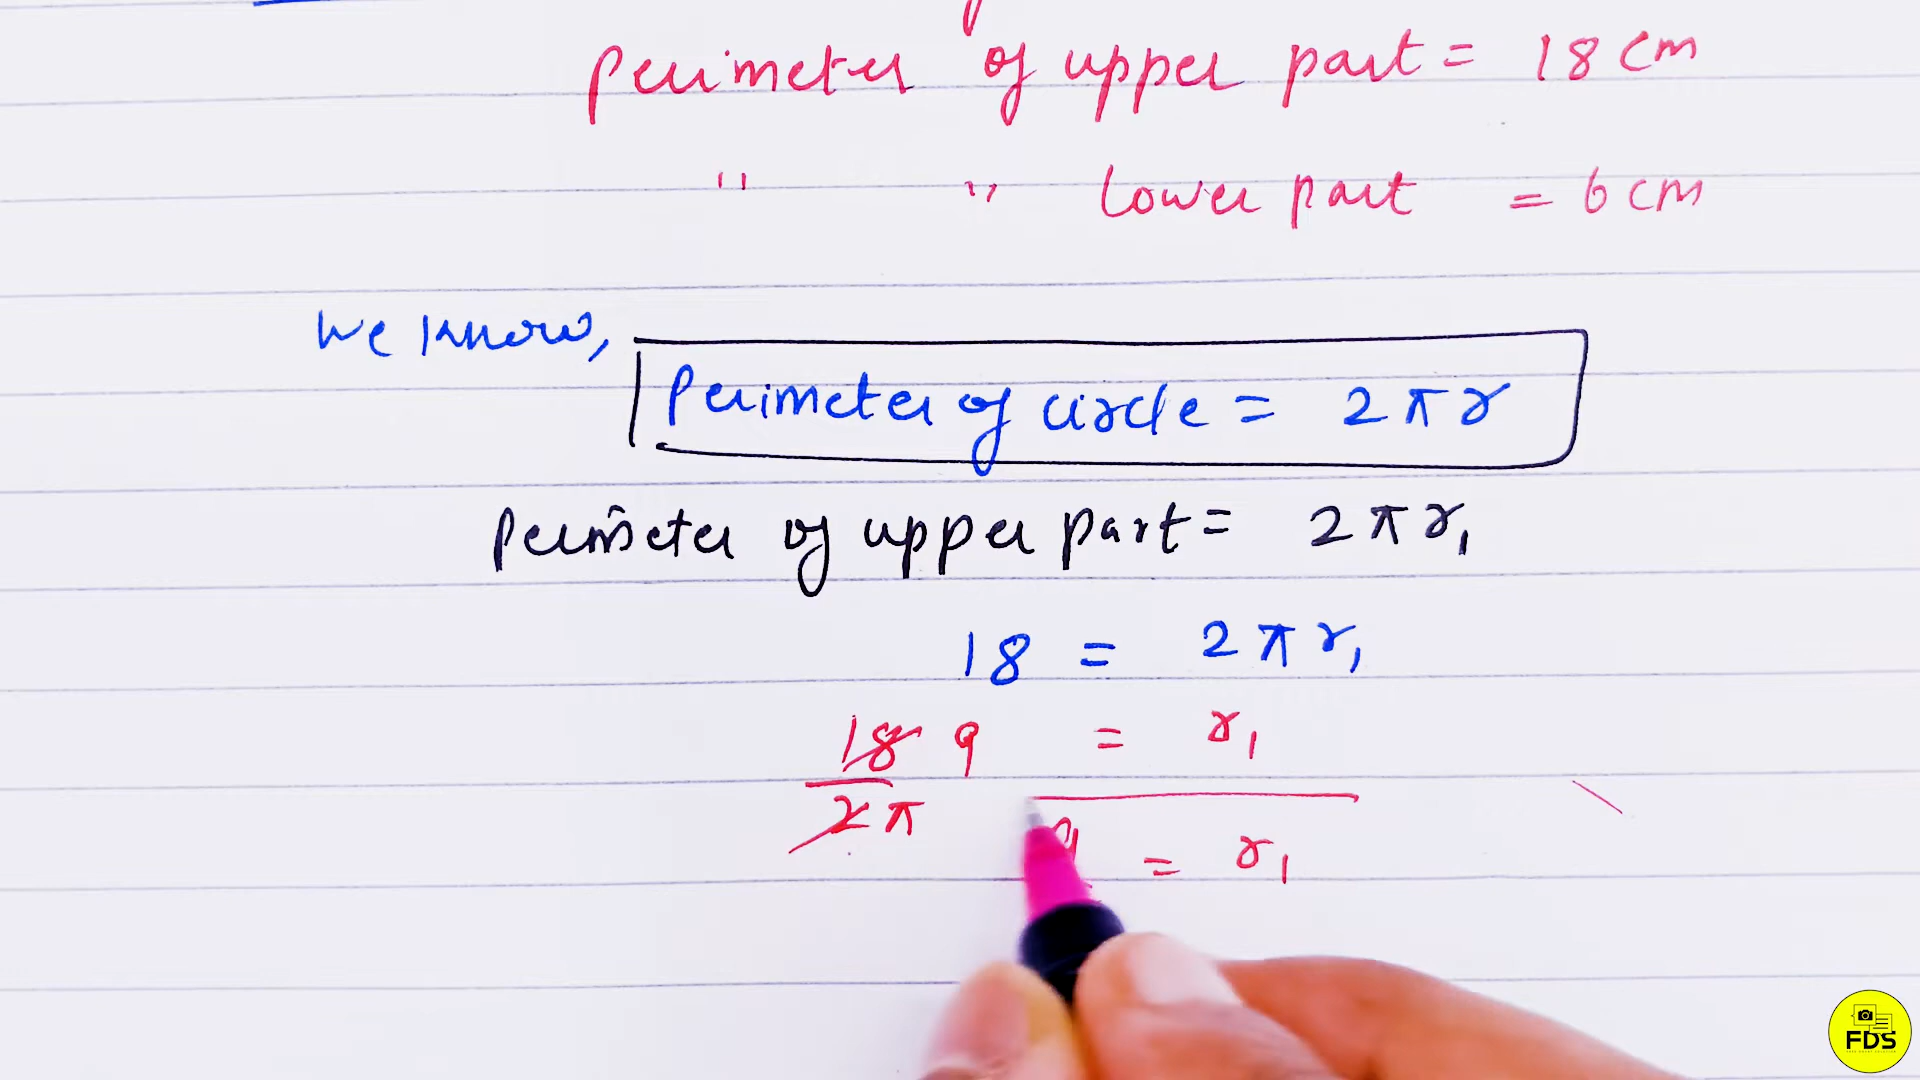 perimeter of upper part = 18 cm
" " lower part = 6 cm
We know,
Perimeter of circle = 2πr
Perimeter of upper part = 2πr₁
18 = 2πr₁
18 9 = r₁
2π
9 = r₁
FDS